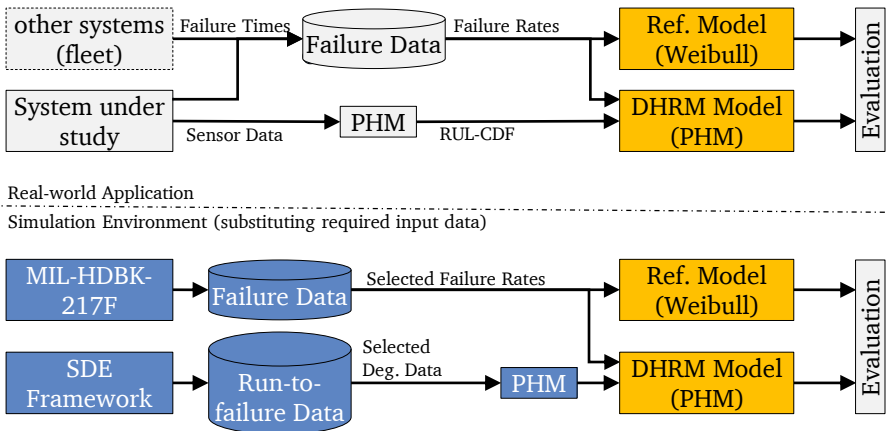 other systems
(fleet)
Failure Times
Failure Data
Failure Rates
Ref. Model
(Weibull)
Evaluation
System under
study
Sensor Data
PHM
RUL-CDF
DHRM Model
(PHM)
Real-world Application
Simulation Environment (substituting required input data)
MIL-HDBK-
217F
Failure Data
Selected Failure Rates
Ref. Model
(Weibull)
Evaluation
SDE
Framework
Run-to-
failure Data
Selected
Deg. Data
PHM
DHRM Model
(PHM)